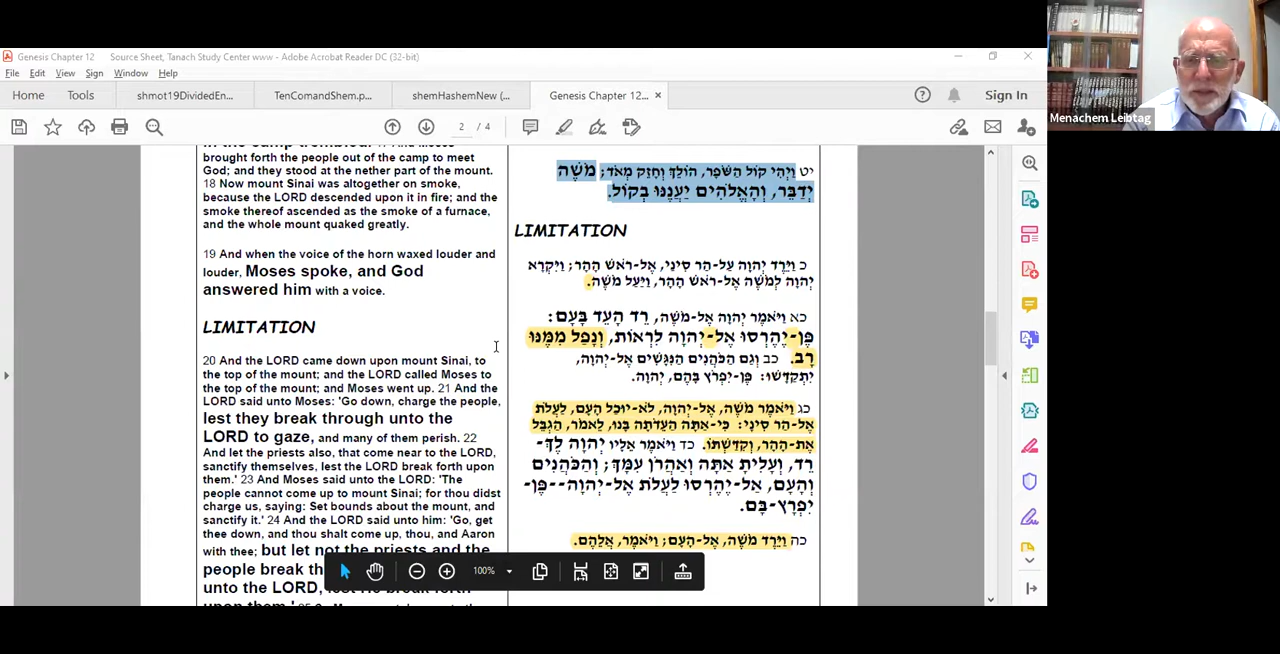 Genesis Chapter 12 Source Sheet, Tanach Study Center www - Adobe Acrobat Reader DC (32-bit)
File Edit View Sign Window Help
Home Tools shmot19DividedEn... TenComandShem.p... shemHashemNew (... Genesis Chapter 12... × Sign In
2 / 4
Menachem Leibtag
in the camp trembled. 17 And Moses
brought forth the people out of the camp to meet
God; and they stood at the nether part of the mount.
18 Now mount Sinai was altogether on smoke,
because the LORD descended upon it in fire; and the
smoke thereof ascended as the smoke of a furnace,
and the whole mount quaked greatly.
19 And when the voice of the horn waxed louder and
louder, Moses spoke, and God
answered him with a voice.
LIMITATION
20 And the LORD came down upon mount Sinai, to
the top of the mount; and the LORD called Moses to
the top of the mount; and Moses went up. 21 And the
LORD said unto Moses: 'Go down, charge the people,
lest they break through unto the
LORD to gaze, and many of them perish. 22
And let the priests also, that come near to the LORD,
sanctify themselves, lest the LORD break forth upon
them.' 23 And Moses said unto the LORD: 'The
people cannot come up to mount Sinai; for thou didst
charge us, saying: Set bounds about the mount, and
sanctify it.' 24 And the LORD said unto him: 'Go, get
thee down, and thou shalt come up, thou, and Aaron
with thee; but let not the priests and the
people break th
unto the LORD, lest He break forth
upon them.'
יט וַיְהִי קוֹל הַשֹּׁפָר, הוֹלֵךְ וְחָזֵק מְאֹד; מֹשֶׁה
יְדַבֵּר, וְהָאֱלֹהִים יַעֲנֶנּוּ בְקוֹל.
LIMITATION
כ וַיֵּרֶד יְהוָה עַל-הַר סִינַי, אֶל-רֹאשׁ הָהָר; וַיִּקְרָא
יְהוָה לְמֹשֶׁה אֶל-רֹאשׁ הָהָר, וַיַּעַל מֹשֶׁה.
כא וַיֹּאמֶר יְהוָה אֶל-מֹשֶׁה, רֵד הָעֵד בָּעָם:
פֶּן-יֶהֶרְסוּ אֶל-יְהוָה לִרְאוֹת, וְנָפַל מִמֶּנּוּ
רָב. כב וְגַם הַכֹּהֲנִים הַנִּגָּשִׁים אֶל-יְהוָה,
יִתְקַדָּשׁוּ: פֶּן-יִפְרֹץ בָּהֶם, יְהוָה.
כג וַיֹּאמֶר מֹשֶׁה, אֶל-יְהוָה, לֹא-יוּכַל הָעָם, לַעֲלֹת
אֶל-הַר סִינָי: כִּי-אַתָּה הַעֵדֹתָה בָּנוּ, לֵאמֹר, הַגְבֵּל
אֶת-הָהָר, וְקִדַּשְׁתּוֹ. כד וַיֹּאמֶר אֵלָיו יְהוָה לֶךְ-
רֵד, וְעָלִיתָ אַתָּה וְאַהֲרֹן עִמָּךְ; וְהַכֹּהֲנִים
וְהָעָם, אַל-יֶהֶרְסוּ לַעֲלֹת אֶל-יְהוָה--פֶּן-
יִפְרָץ-בָּם.
כה וַיֵּרֶד מֹשֶׁה, אֶל-הָעָם; וַיֹּאמֶר, אֲלֵהֶם.
100%